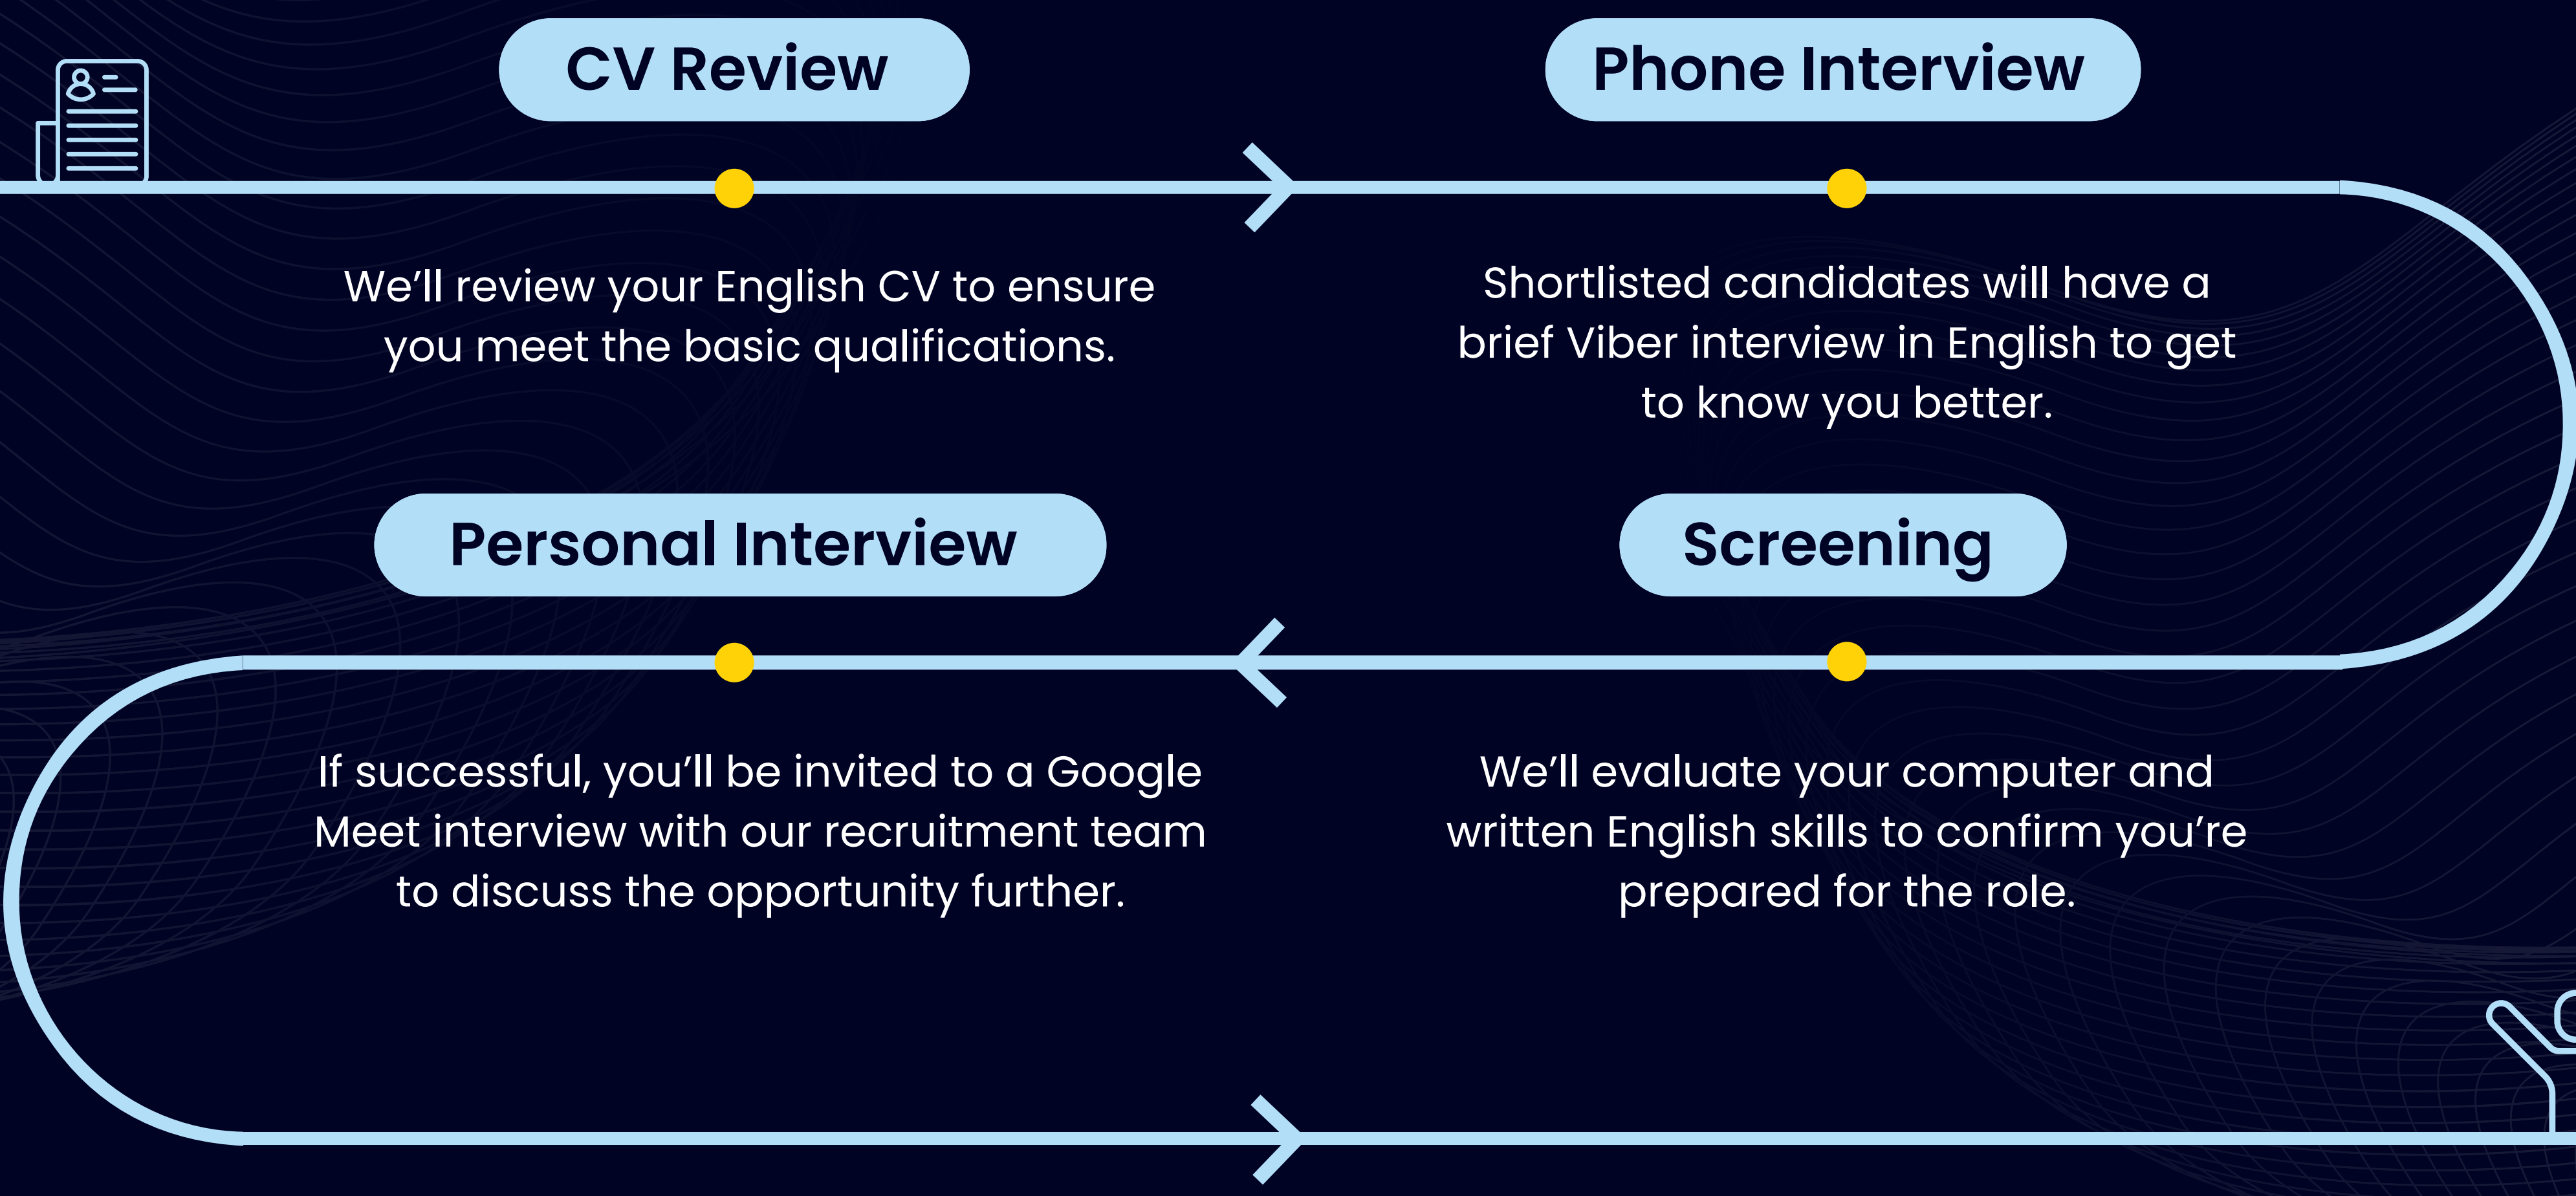 CV Review
We’ll review your English CV to ensure
you meet the basic qualifications.
Phone Interview
Shortlisted candidates will have a
brief Viber interview in English to get
to know you better.
Screening
We’ll evaluate your computer and
written English skills to confirm you’re
prepared for the role.
Personal Interview
If successful, you’ll be invited to a Google
Meet interview with our recruitment team
to discuss the opportunity further.